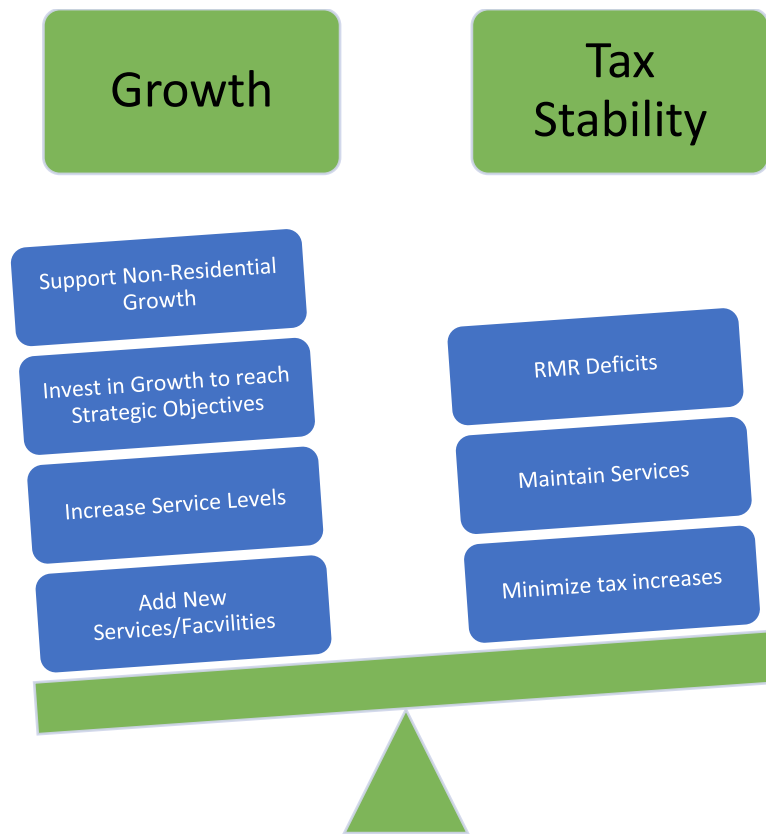 Growth
Tax
Stability
Support Non-Residential
Growth
Invest in Growth to reach
Strategic Objectives
Increase Service Levels
Add New
Services/Facvilities
RMR Deficits
Maintain Services
Minimize tax increases